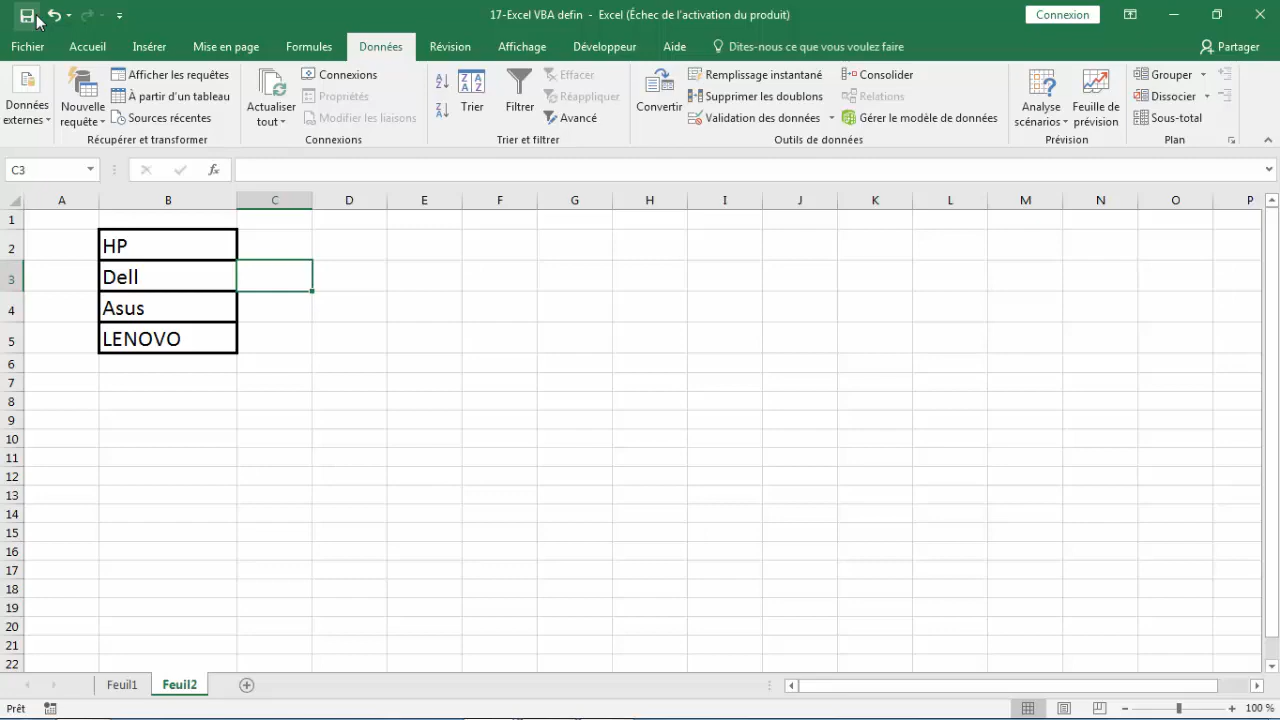 17-Excel VBA defin - Excel (Échec de l'activation du produit)
Connexion
Fichier Accueil Insérer Mise en page Formules Données Révision Affichage Développeur Aide Dites-nous ce que vous voulez faire Partager
Données externes
Nouvelle requête
Afficher les requêtes
À partir d'un tableau
Sources récentes
Récupérer et transformer
Actualiser tout
Connexions
Propriétés
Modifier les liaisons
Connexions
Trier
Filtrer
Effacer
Réappliquer
Avancé
Trier et filtrer
Convertir
Remplissage instantané
Supprimer les doublons
Validation des données
Consolider
Relations
Gérer le modèle de données
Outils de données
Analyse scénarios
Feuille de prévision
Prévision
Grouper
Dissocier
Sous-total
Plan
C3 fx
A B C D E F G H I J K L M N O P
1
2 HP
3 Dell
4 Asus
5 LENOVO
6
7
8
9
10
11
12
13
14
15
16
17
18
19
20
21
22
Feuil1 Feuil2
Prêt 100 %